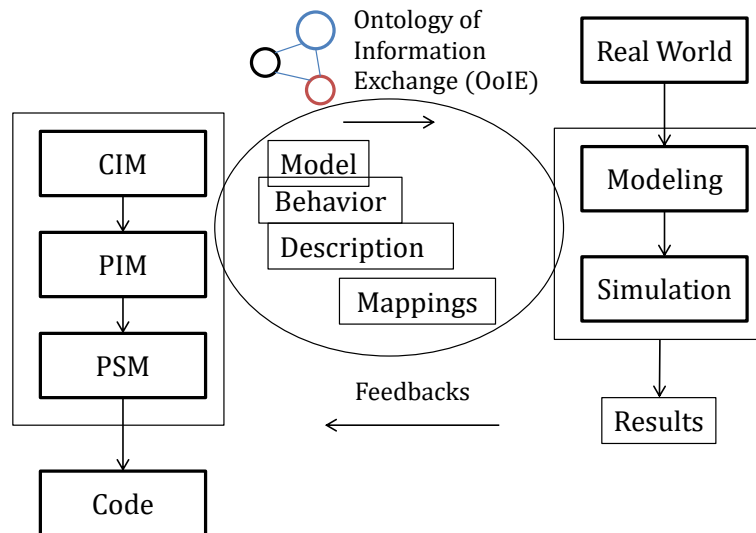 Ontology of
Information
Exchange (OoIE)
Real World
CIM
Model
Modeling
Behavior
PIM
Description
Simulation
Mappings
PSM
Feedbacks
Results
Code